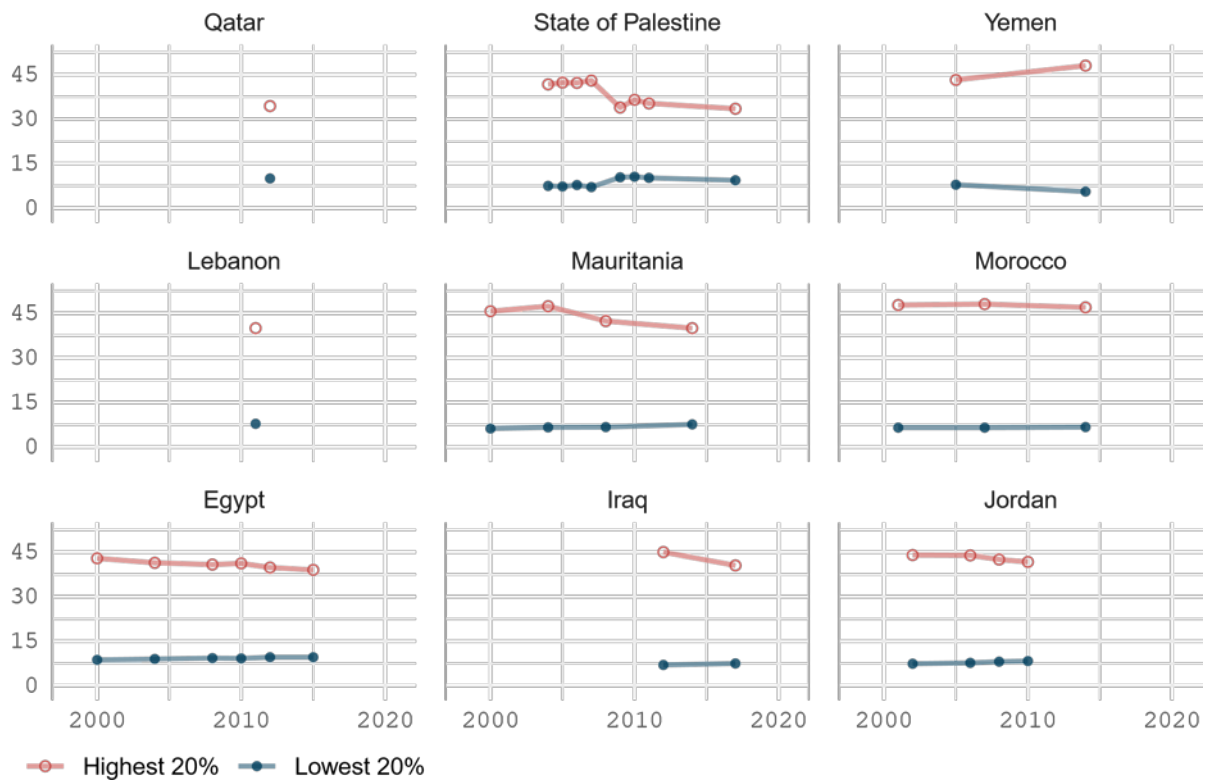 Qatar State of Palestine Yemen
45
30
15
0
Lebanon Mauritania Morocco
45
30
15
0
Egypt Iraq Jordan
45
30
15
0
2000 2010 2020 2000 2010 2020 2000 2010 2020
Highest 20% Lowest 20%